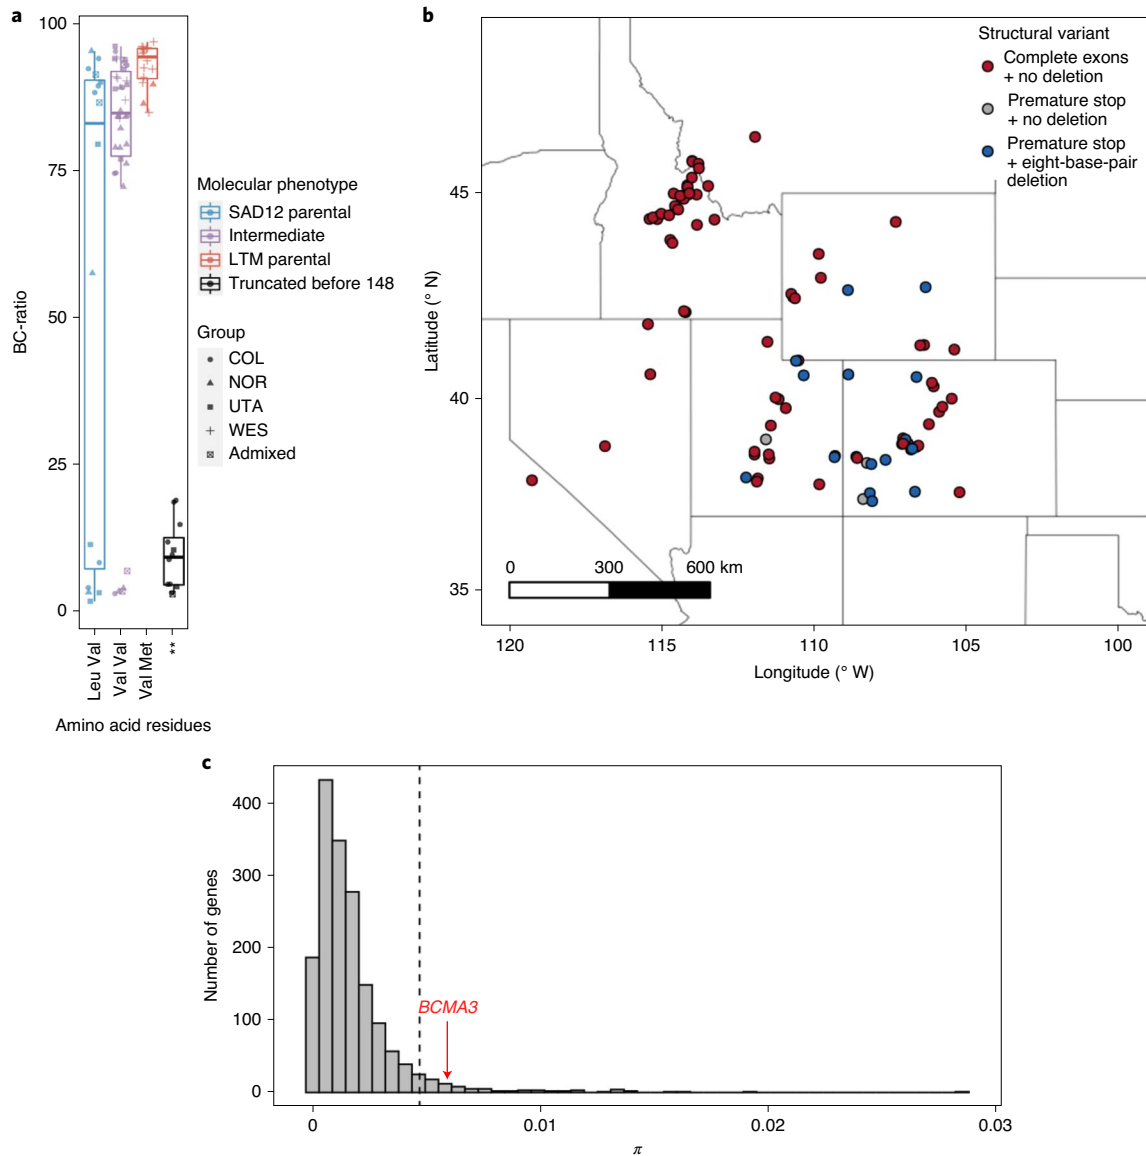 a
100
75
50
25
0
BC-ratio
Leu Val
Val Val
Val Met
**
Amino acid residues
Molecular phenotype
SAD12 parental
Intermediate
LTM parental
Truncated before 148
Group
COL
NOR
UTA
WES
Admixed
b
Structural variant
Complete exons
+ no deletion
Premature stop
+ no deletion
Premature stop
+ eight-base-pair
deletion
45
40
35
Latitude (° N)
0 300 600 km
120 115 110 105 100
Longitude (° W)
c
400
300
200
100
0
Number of genes
BCMA3
0 0.01 0.02 0.03
π